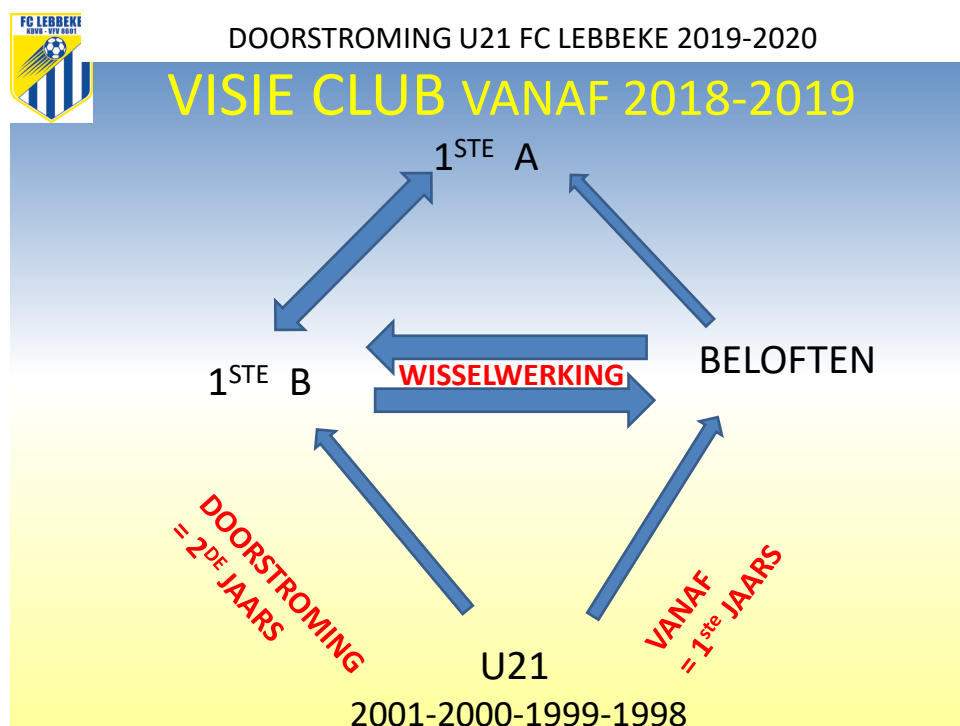 FC LEBBEKE
KBVB - VFV 8601
DOORSTROMING U21 FC LEBBEKE 2019-2020
VISIE CLUB VANAF 2018-2019
1STE A
1STE B
WISSELWERKING
BELOFTEN
DOORSTROMING
= 2DE JAARS
VANAF
= 1ste JAARS
U21
2001-2000-1999-1998